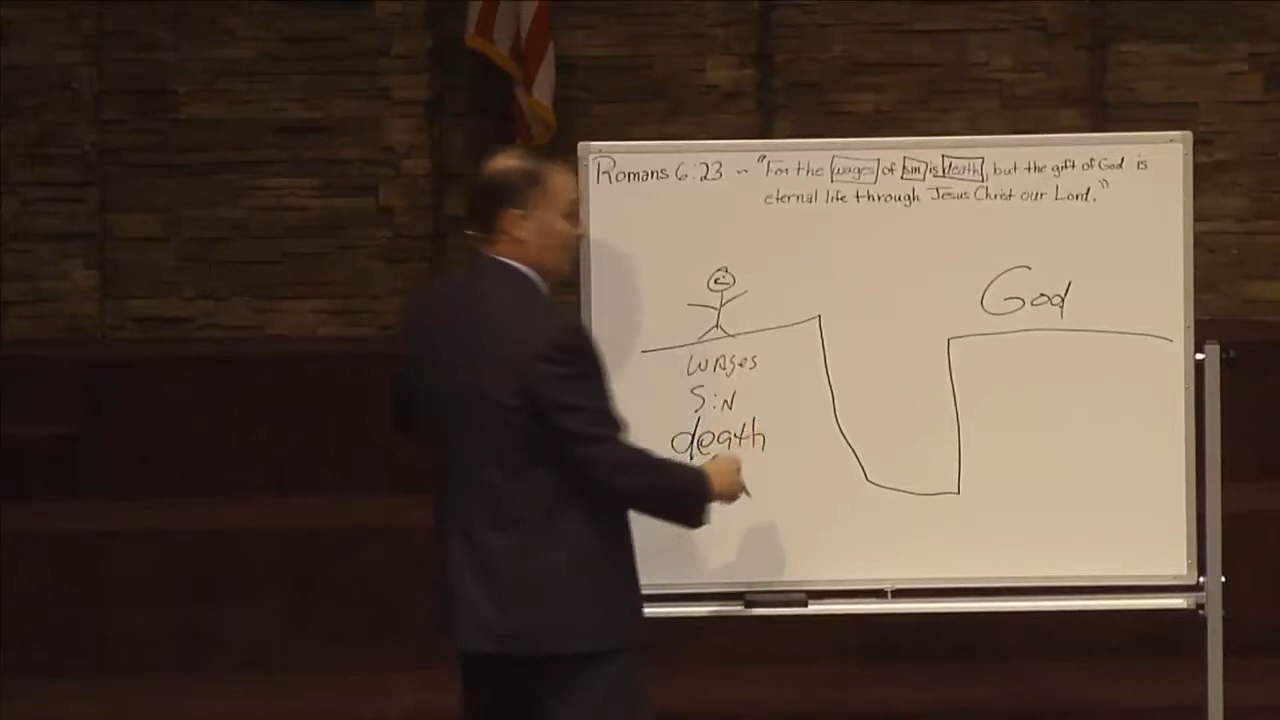 Romans 6:23 ~ "For the wages of sin is death, but the gift of God is
eternal life through Jesus Christ our Lord."
God
WAges
SiN
death